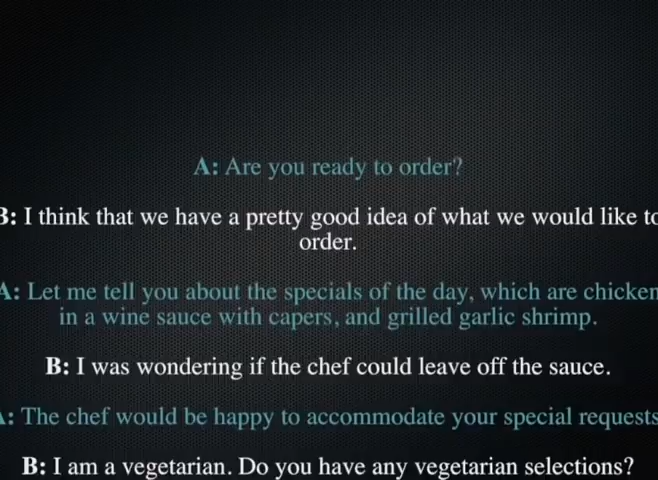 A: Are you ready to order?
B: I think that we have a pretty good idea of what we would like to
order.
A: Let me tell you about the specials of the day, which are chicken
in a wine sauce with capers, and grilled garlic shrimp.
B: I was wondering if the chef could leave off the sauce.
A: The chef would be happy to accommodate your special requests
B: I am a vegetarian. Do you have any vegetarian selections?